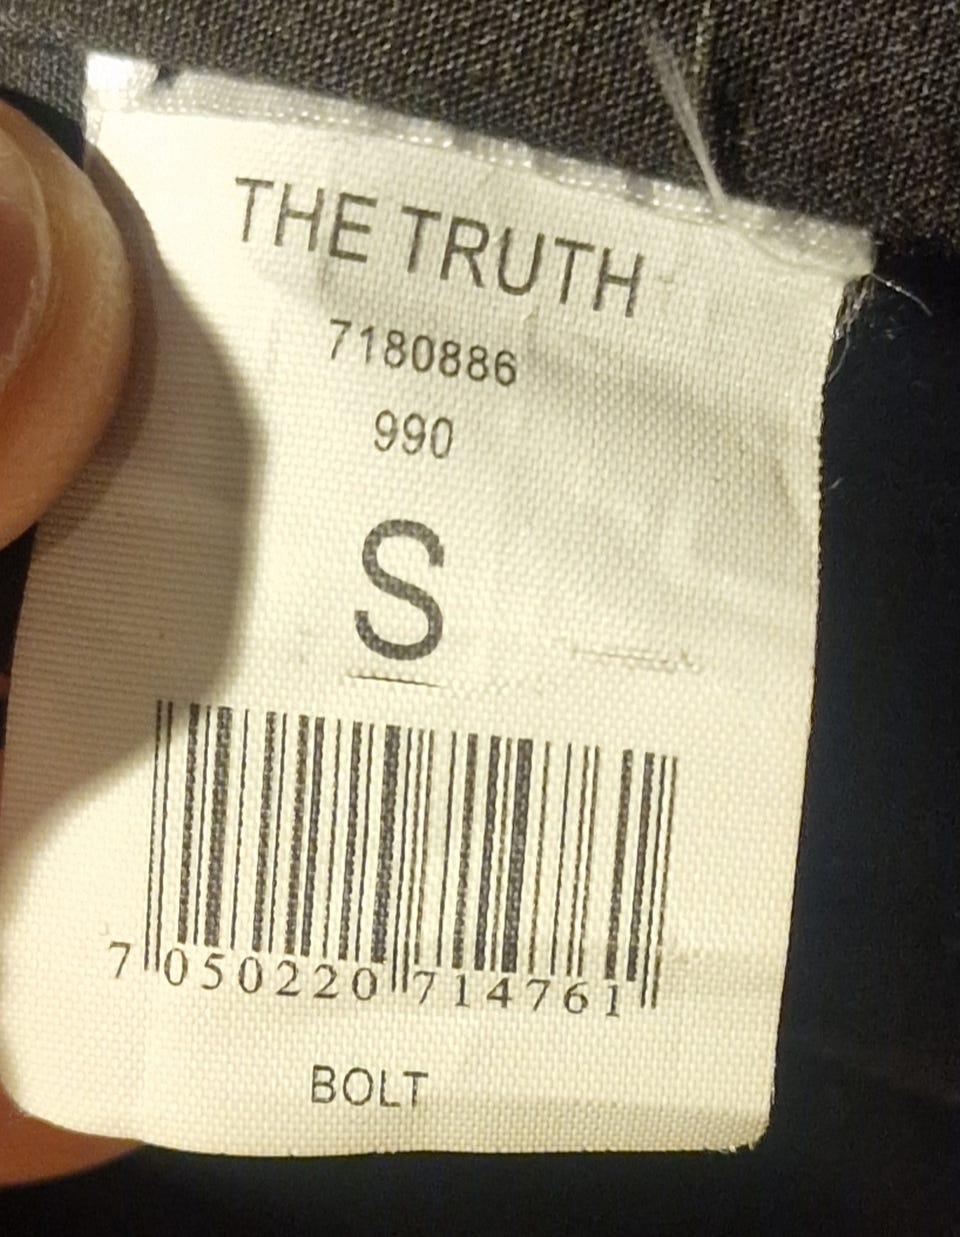 THE TRUTH
7180886
990
S
7 050220 714761
BOLT